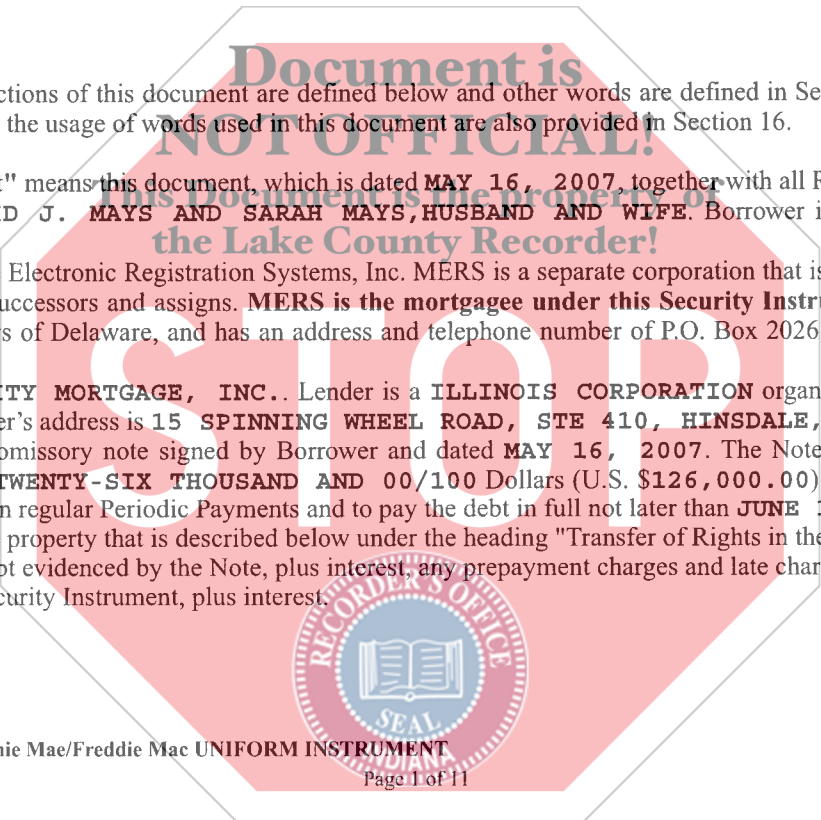 Document is
NOT OFFICIAL!
This Document is the property of
the Lake County Recorder!
STOP
ctions of this document are defined below and other words are defined in Se
the usage of words used in this document are also provided in Section 16.
t" means this document, which is dated MAY 16, 2007, together with all R
ID J. MAYS AND SARAH MAYS,HUSBAND AND WIFE. Borrower i
Electronic Registration Systems, Inc. MERS is a separate corporation that is
uccessors and assigns. MERS is the mortgagee under this Security Instru
s of Delaware, and has an address and telephone number of P.O. Box 2026
ITY MORTGAGE, INC.. Lender is a ILLINOIS CORPORATION organ
er's address is 15 SPINNING WHEEL ROAD, STE 410, HINSDALE,
omissory note signed by Borrower and dated MAY 16, 2007. The Note
TWENTY-SIX THOUSAND AND 00/100 Dollars (U.S. $126,000.00)
n regular Periodic Payments and to pay the debt in full not later than JUNE 1
property that is described below under the heading "Transfer of Rights in the
bt evidenced by the Note, plus interest, any prepayment charges and late char
curity Instrument, plus interest.
RECORDER'S OFFICE
SEAL
INDIANA
nie Mae/Freddie Mac UNIFORM INSTRUMENT
Page 1 of 11